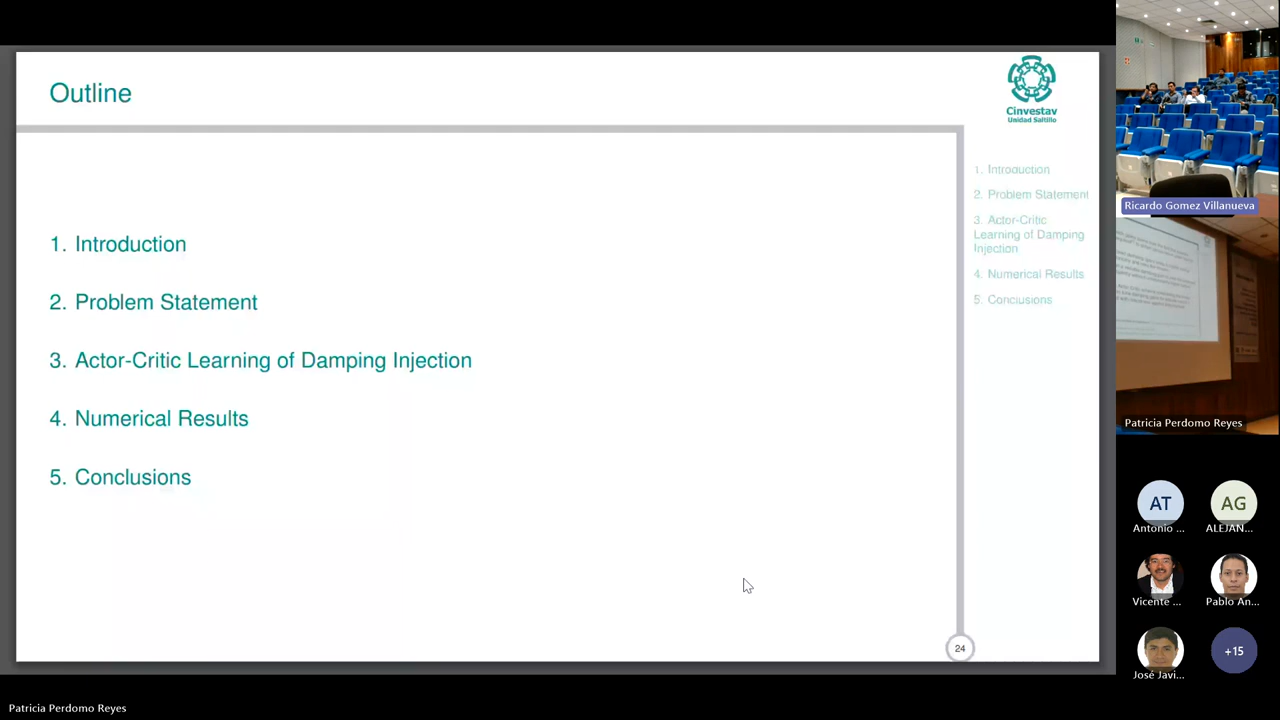 Outline
Cinvestav
Unidad Saltillo
1. Introduction
2. Problem Statement
3. Actor-Critic Learning of Damping Injection
4. Numerical Results
5. Conclusions
1. Introduction
2. Problem Statement
3. Actor-Critic
Learning of Damping
Injection
4. Numerical Results
5. Conclusions
24
Ricardo Gomez Villanueva
Patricia Perdomo Reyes
AT
Antonio ...
AG
ALEJAN...
Vicente ...
Pablo An...
José Javi...
+15
Patricia Perdomo Reyes